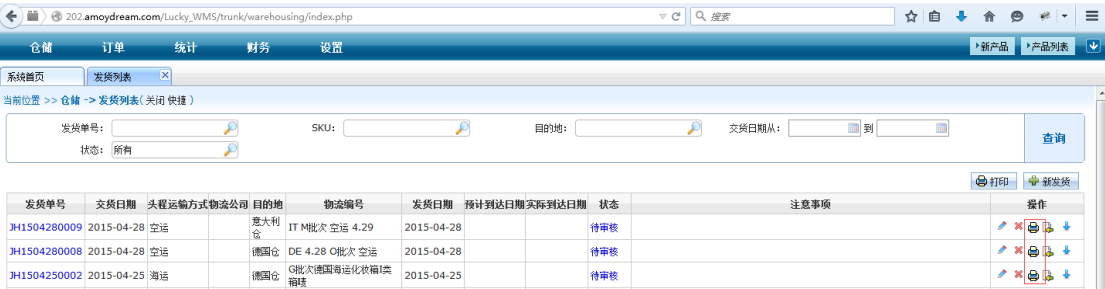 202.amoydream.com/Lucky_WMS/trunk/warehousing/index.php
搜索
仓储 订单 统计 财务 设置 新产品 产品列表
系统首页 发货列表
当前位置 >> 仓储 -> 发货列表( 关闭 快捷 )
发货单号： SKU： 目的地： 交货日期从： 到 查询
状态： 所有
打印 新发货
发货单号 交货日期 头程运输方式 物流公司 目的地 物流编号 发货日期 预计到达日期 实际到达日期 状态 注意事项 操作
JH1504280009 2015-04-28 空运 意大利仓 IT M批次 空运 4.29 2015-04-28 待审核
JH1504280008 2015-04-28 空运 德国仓 DE 4.28 O批次 空运 2015-04-28 待审核
JH1504250002 2015-04-25 海运 德国仓 G批次德国海运化妆箱I类箱唛 2015-04-25 待审核